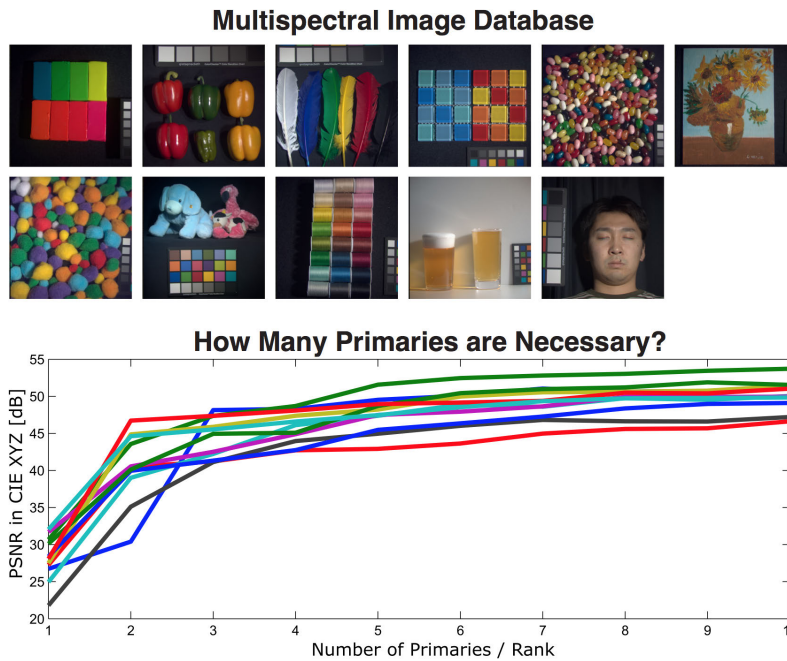 Multispectral Image Database
How Many Primaries are Necessary?
PSNR in CIE XYZ [dB]
55
50
45
40
35
30
25
20
1 2 3 4 5 6 7 8 9 1
Number of Primaries / Rank